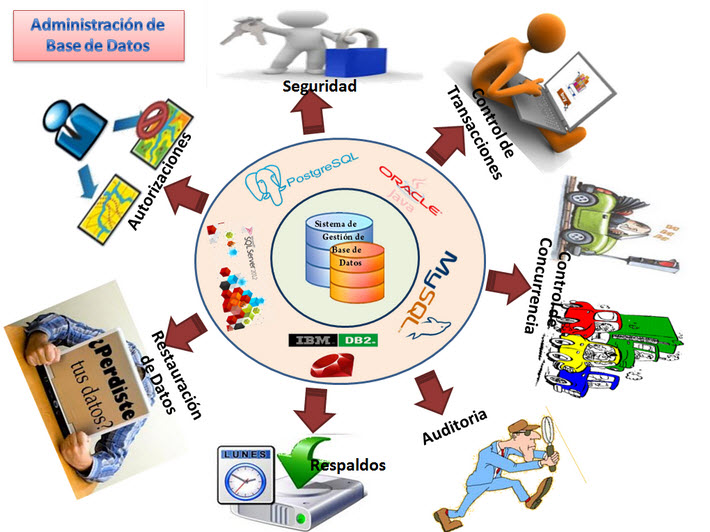 Administración de
Base de Datos
Seguridad
Control de
Transacciones
Control de
Concurrencia
Auditoria
Respaldos
LUNES
Restauración
de Datos
¿Perdiste
tus datos?
Autorizaciones
PostgreSQL
ORACLE
java
MySQL
IBM DB2
SQL Server 2012
Sistema de
Gestión de
Base de
Datos